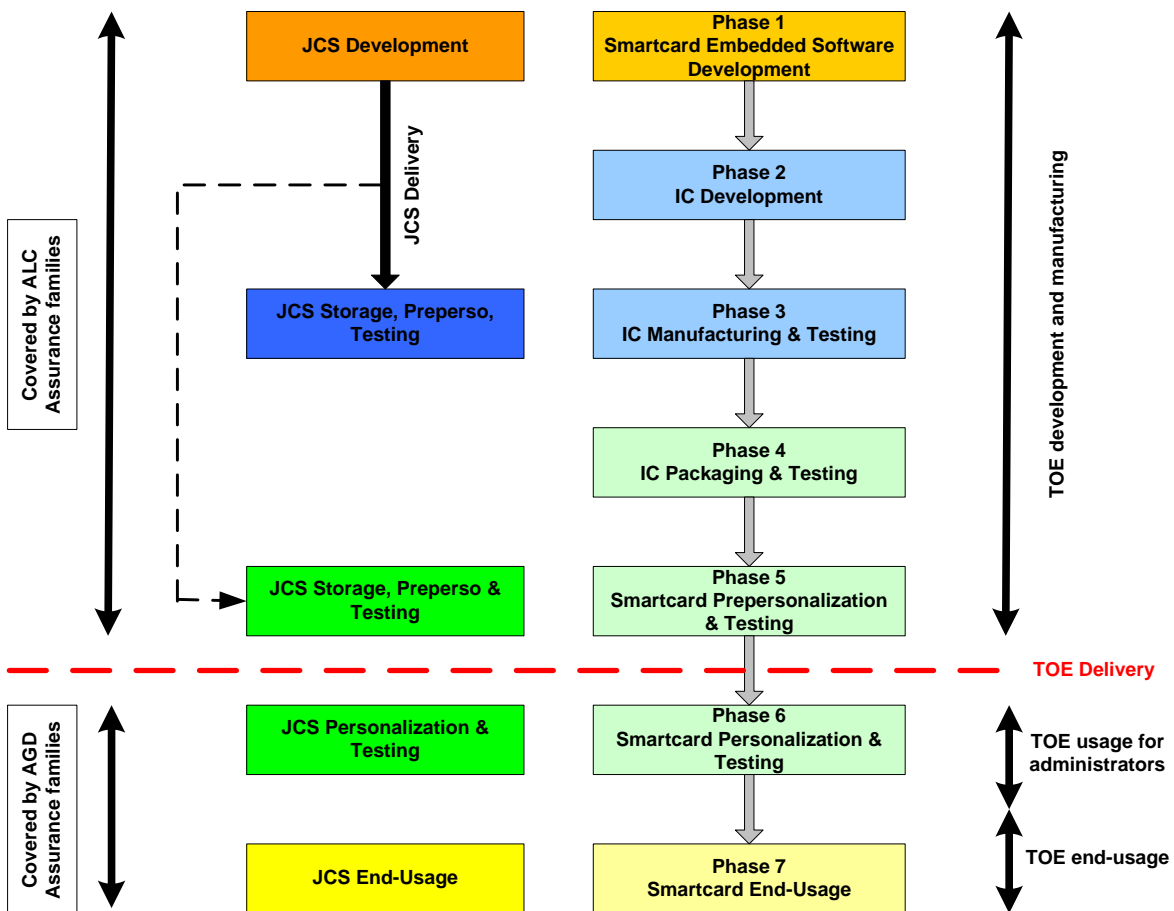 JCS Development
Phase 1
Smartcard Embedded Software
Development
JCS Delivery
Phase 2
IC Development
Covered by ALC
Assurance families
TOE development and manufacturing
JCS Storage, Preperso,
Testing
Phase 3
IC Manufacturing & Testing
Phase 4
IC Packaging & Testing
JCS Storage, Preperso &
Testing
Phase 5
Smartcard Prepersonalization
& Testing
TOE Delivery
Covered by AGD
Assurance families
JCS Personalization &
Testing
Phase 6
Smartcard Personalization &
Testing
TOE usage for
administrators
JCS End-Usage
Phase 7
Smartcard End-Usage
TOE end-usage